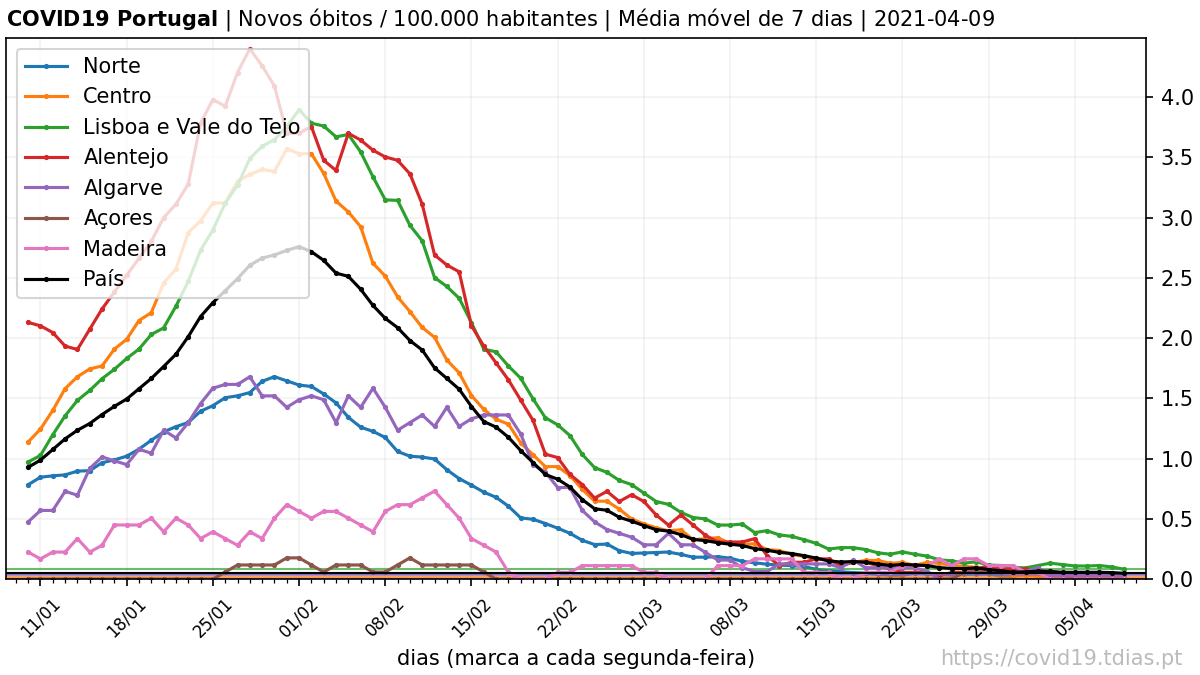 COVID19 Portugal | Novos óbitos / 100.000 habitantes | Média móvel de 7 dias | 2021-04-09
Norte
Centro
Lisboa e Vale do Tejo
Alentejo
Algarve
Açores
Madeira
País
4.0
3.5
3.0
2.5
2.0
1.5
1.0
0.5
0.0
11/01
18/01
25/01
01/02
08/02
15/02
22/02
01/03
08/03
15/03
22/03
29/03
05/04
dias (marca a cada segunda-feira)
https://covid19.tdias.pt